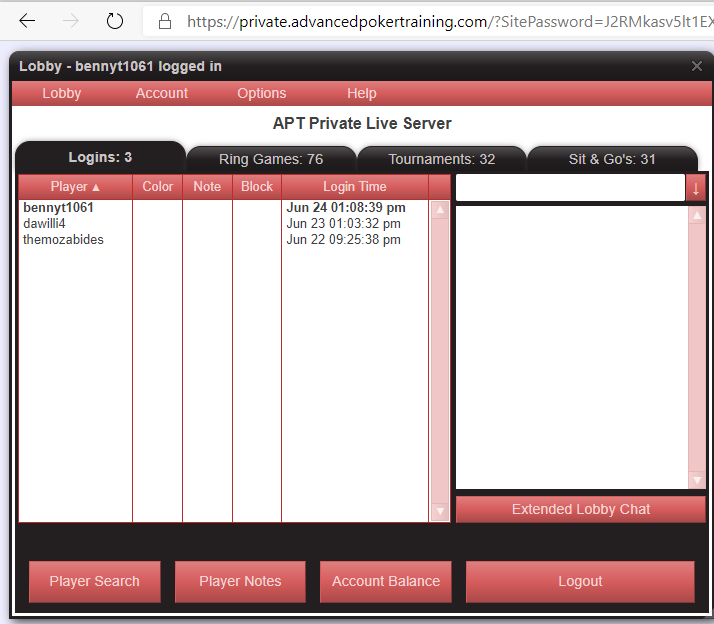 https://private.advancedpokertraining.com/?SitePassword=J2RMkasv5lt1EX
Lobby - bennyt1061 logged in
Lobby Account Options Help
APT Private Live Server
Logins: 3 Ring Games: 76 Tournaments: 32 Sit & Go's: 31
Player ▲ Color Note Block Login Time
bennyt1061 Jun 24 01:08:39 pm
dawilli4 Jun 23 01:03:32 pm
themozabides Jun 22 09:25:38 pm
Extended Lobby Chat
Player Search Player Notes Account Balance Logout